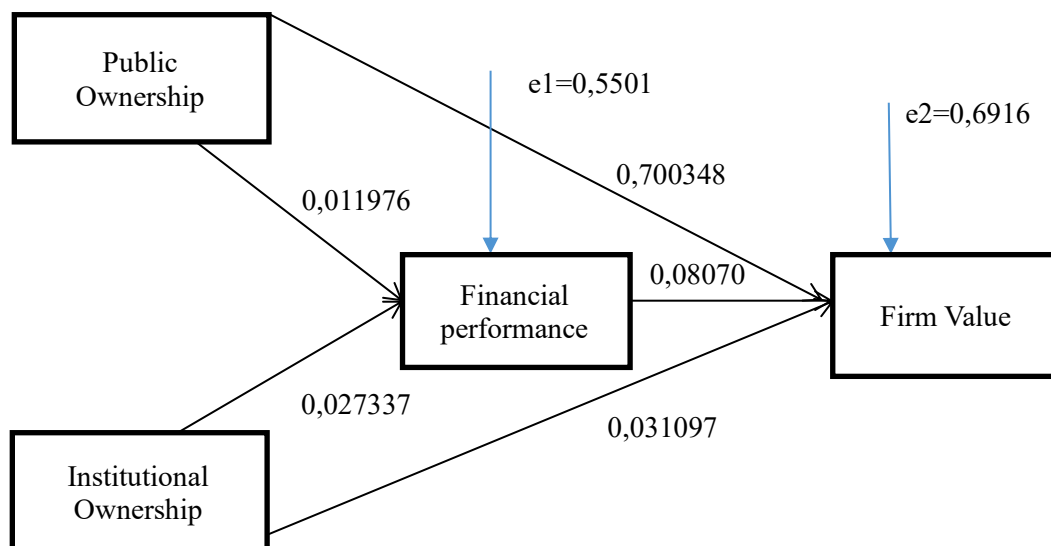 Public
Ownership
e1=0,5501
e2=0,6916
0,700348
0,011976
0,08070
Financial
performance
Firm Value
0,027337
0,031097
Institutional
Ownership